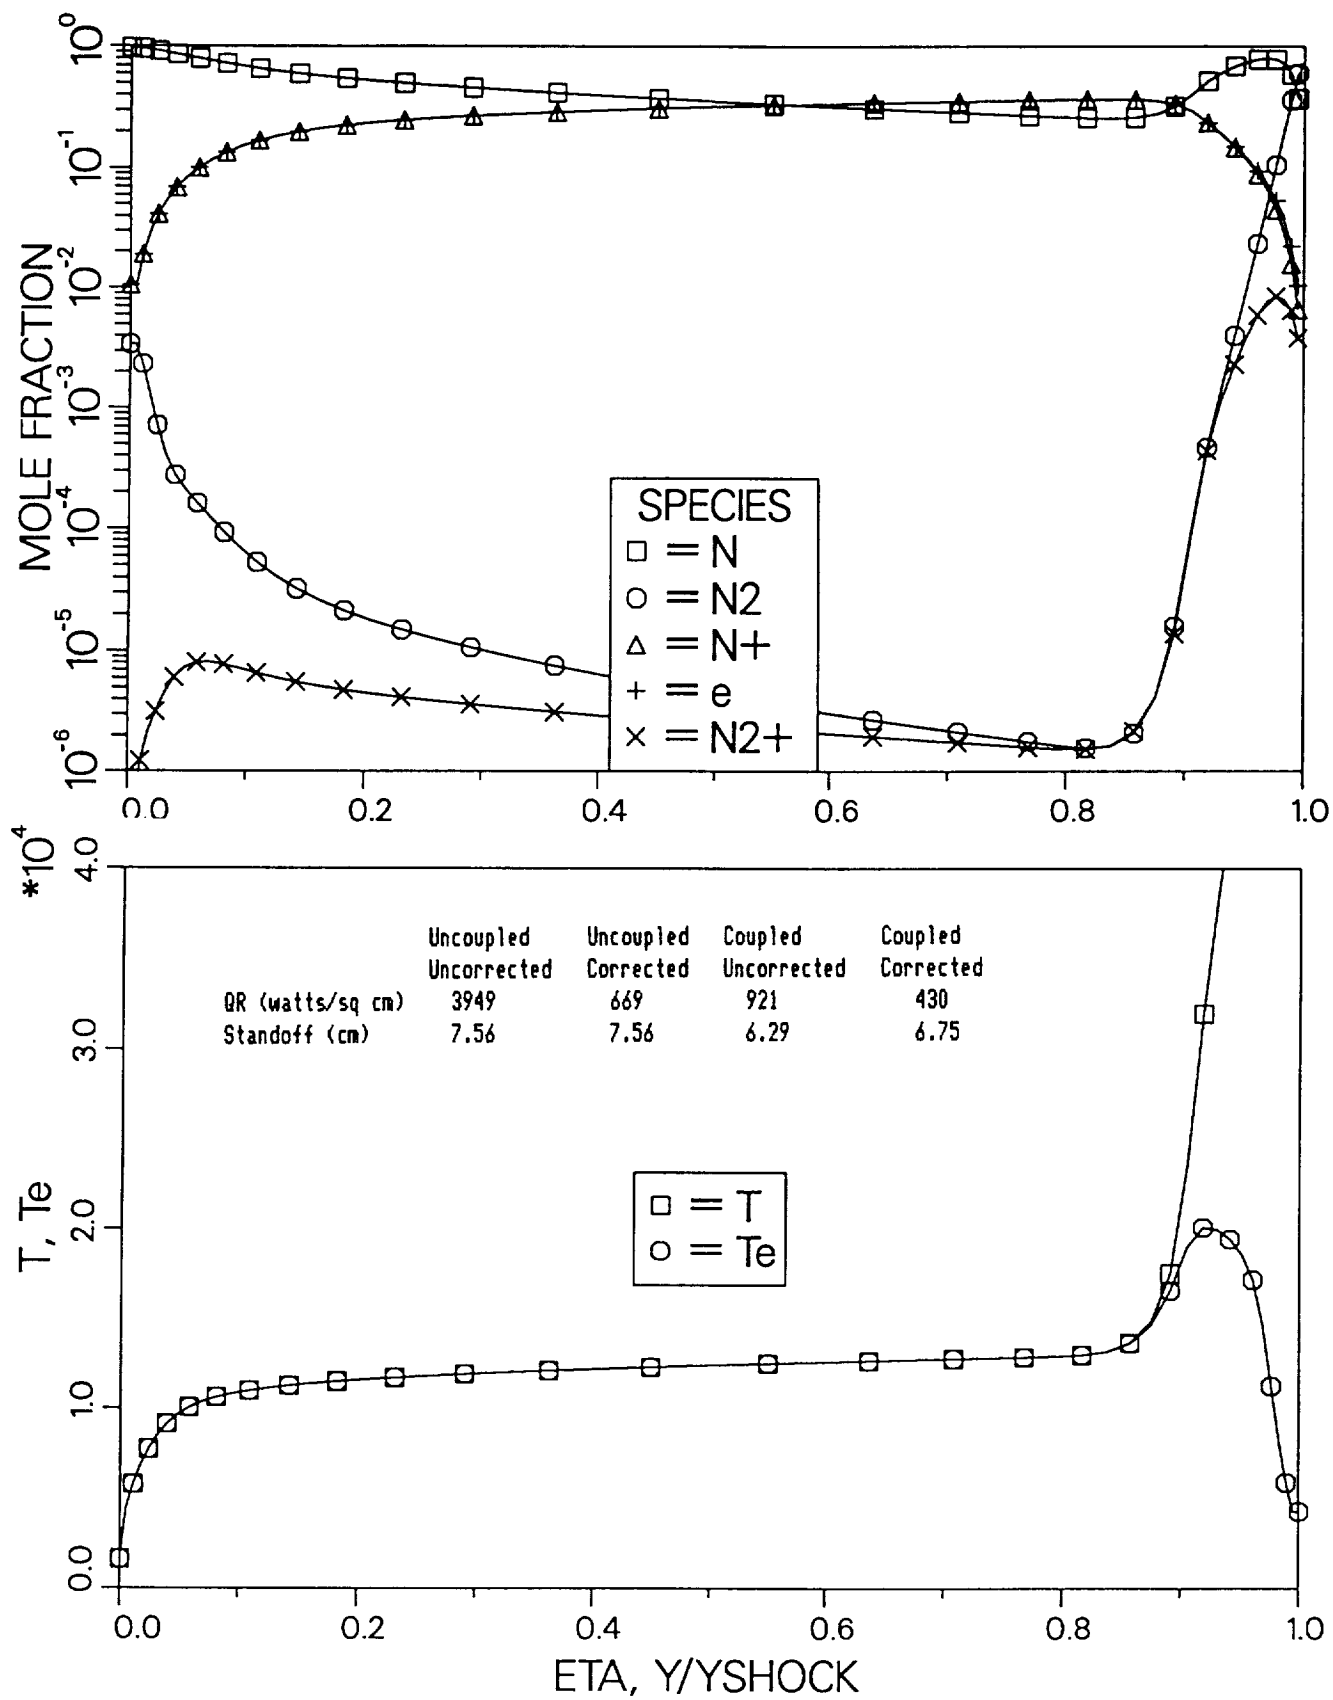 10^0
10^-1
10^-2
10^-3
10^-4
10^-5
10^-6
MOLE FRACTION
SPECIES
□ = N
○ = N2
△ = N+
+ = e
× = N2+
0.0 0.2 0.4 0.6 0.8 1.0
*10^4
4.0
3.0
2.0
1.0
0.0
T, Te
Uncoupled Uncoupled Coupled Coupled
Uncorrected Corrected Uncorrected Corrected
QR (watts/sq cm) 3949 669 921 430
Standoff (cm) 7.56 7.56 6.29 6.75
□ = T
○ = Te
0.0 0.2 0.4 0.6 0.8 1.0
ETA, Y/YSHOCK